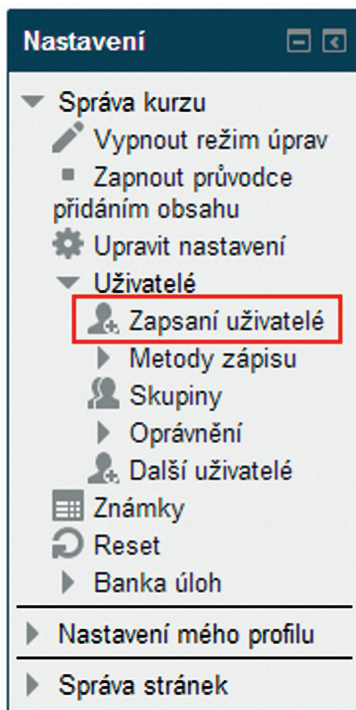 Nastavení
Správa kurzu
Vypnout režim úprav
Zapnout průvodce
přidáním obsahu
Upravit nastavení
Uživatelé
Zapsaní uživatelé
Metody zápisu
Skupiny
Oprávnění
Další uživatelé
Známky
Reset
Banka úloh
Nastavení mého profilu
Správa stránek